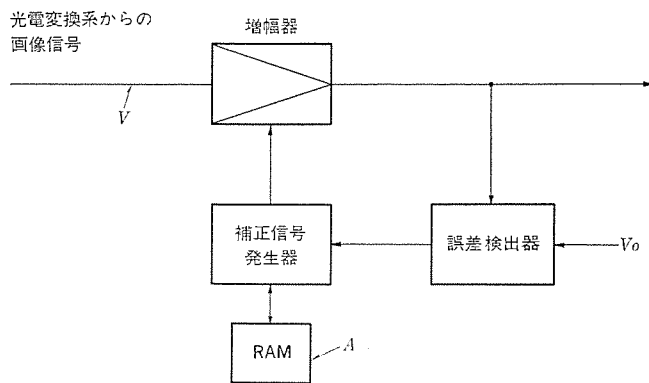 光電変換系からの
画像信号
増幅器
V
補正信号
発生器
誤差検出器
Vo
RAM
A